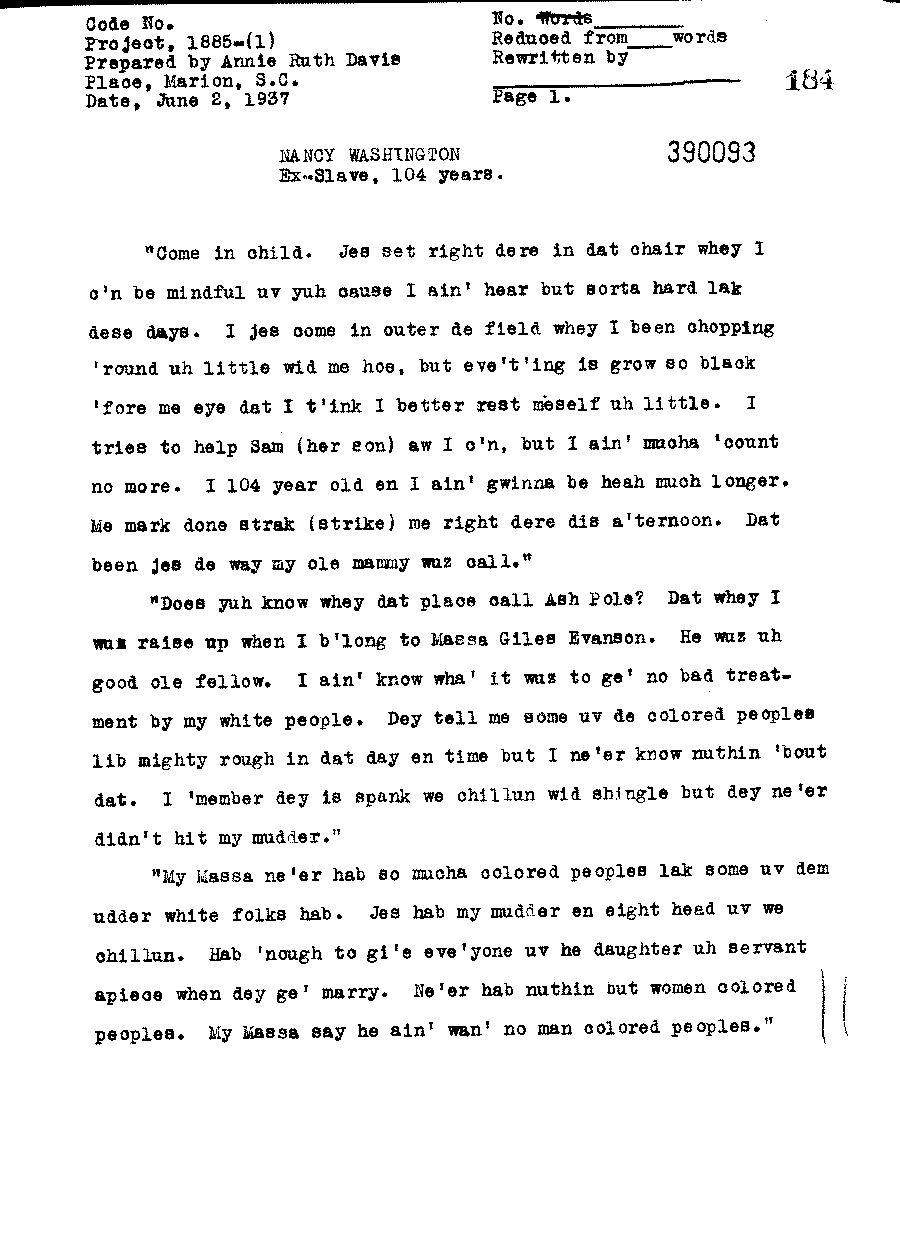 Code No.
Project, 1885-(1)
Prepared by Annie Ruth Davis
Place, Marion, S.C.
Date, June 2, 1937
No. Words
Reduced from____words
Rewritten by
Page 1.
184
NANCY WASHINGTON
Ex-Slave, 104 years.
390093
"Come in child. Jes set right dere in dat chair whey I
c'n be mindful uv yuh cause I ain' hear but sorta hard lak
dese days. I jes come in outer de field whey I been chopping
'round uh little wid me hoe, but eve't'ing is grow so black
'fore me eye dat I t'ink I better rest meself uh little. I
tries to help Sam (her son) aw I c'n, but I ain' mucha 'count
no more. I 104 year old en I ain' gwinna be heah much longer.
Me mark done strak (strike) me right dere dis a'ternoon. Dat
been jes de way my ole mammy wuz call."
"Does yuh know whey dat place call Ash Pole? Dat whey I
wuz raise up when I b'long to Massa Giles Evanson. He wuz uh
good ole fellow. I ain' know wha' it wuz to ge' no bad treat-
ment by my white people. Dey tell me some uv de colored peoples
lib mighty rough in dat day en time but I ne'er know nuthin 'bout
dat. I 'member dey is spank we chillun wid shingle but dey ne'er
didn't hit my mudder."
"My Massa ne'er hab so mucha colored peoples lak some uv dem
udder white folks hab. Jes hab my mudder en eight head uv we
chillun. Hab 'nough to gi'e eve'yone uv he daughter uh servant
apiece when dey ge' marry. Ne'er hab nuthin but women colored
peoples. My Massa say he ain' wan' no man colored peoples."